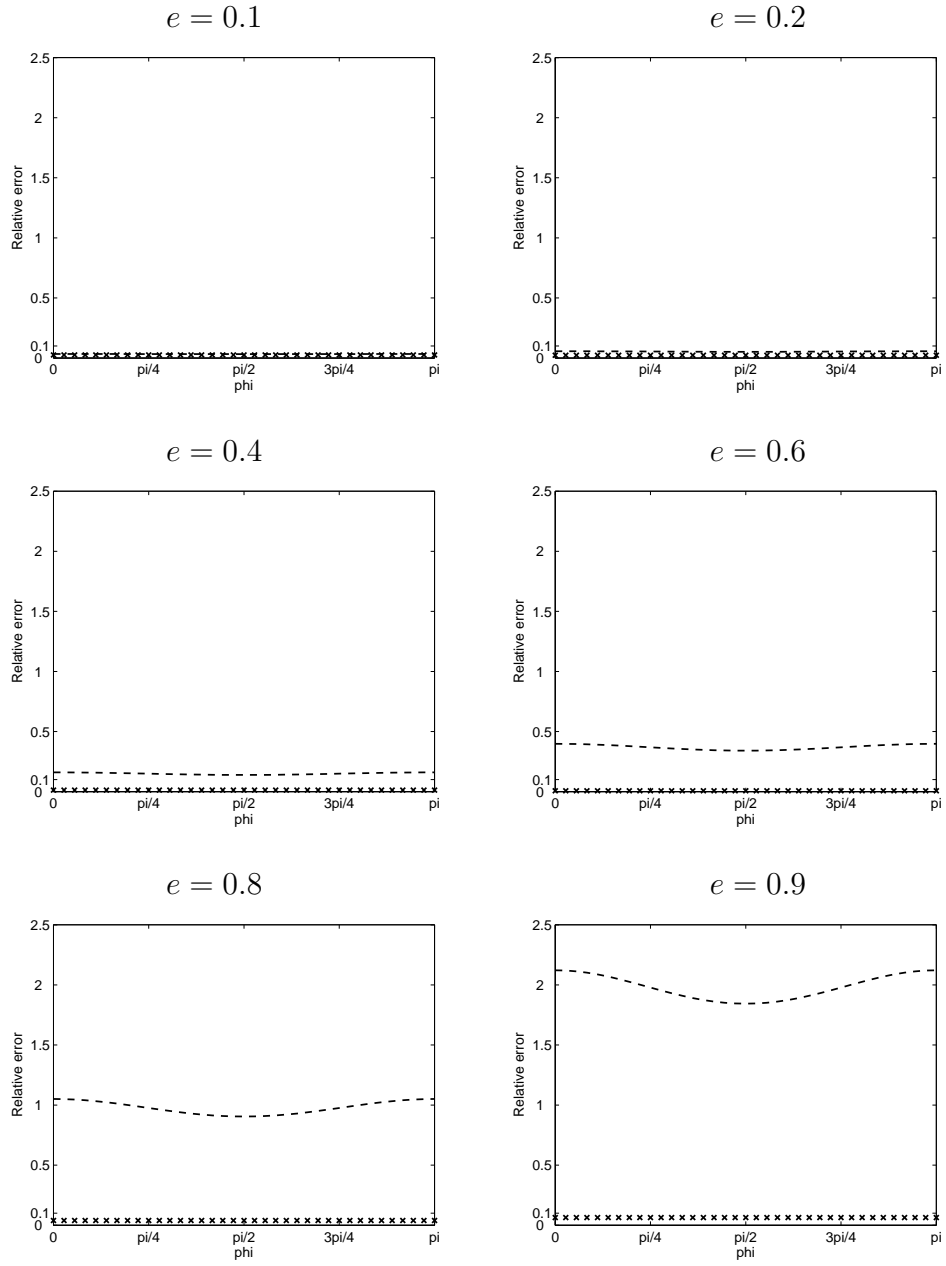 e = 0.1
2.5
2
1.5
1
0.5
0.1
0
Relative error
0 pi/4 pi/2 3pi/4 pi
phi
e = 0.2
2.5
2
1.5
1
0.5
0.1
0
Relative error
0 pi/4 pi/2 3pi/4 pi
phi
e = 0.4
2.5
2
1.5
1
0.5
0.1
0
Relative error
0 pi/4 pi/2 3pi/4 pi
phi
e = 0.6
2.5
2
1.5
1
0.5
0.1
0
Relative error
0 pi/4 pi/2 3pi/4 pi
phi
e = 0.8
2.5
2
1.5
1
0.5
0.1
0
Relative error
0 pi/4 pi/2 3pi/4 pi
phi
e = 0.9
2.5
2
1.5
1
0.5
0.1
0
Relative error
0 pi/4 pi/2 3pi/4 pi
phi